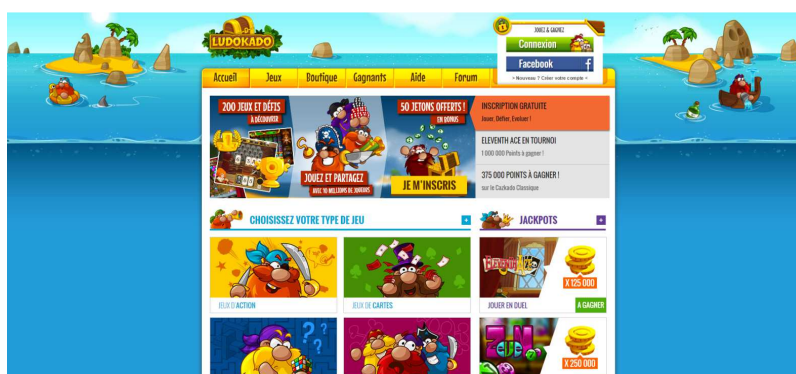 LUDOKADO
JOUEZ & GAGNEZ
Connexion
Facebook f
> Nouveau ? Créer votre compte <
Accueil Jeux Boutique Gagnants Aide Forum
200 JEUX ET DÉFIS
À DÉCOUVRIR
50 JETONS OFFERTS !
EN BONUS
JOUEZ ET PARTAGEZ
AVEC 10 MILLIONS DE JOUEURS
JE M'INSCRIS
INSCRIPTION GRATUITE
Jouer, Défier, Evoluer !
ELEVENTH ACE EN TOURNOI
1 000 000 Points à gagner !
375 000 POINTS À GAGNER !
sur le Cazkado Classique
CHOISISSEZ VOTRE TYPE DE JEU +
JACKPOTS +
ELEVENTH ACE
X 125 000
JEUX D'ACTION
JEUX DE CARTES
JOUER EN DUEL
A GAGNER
? ? ?
X 250 000